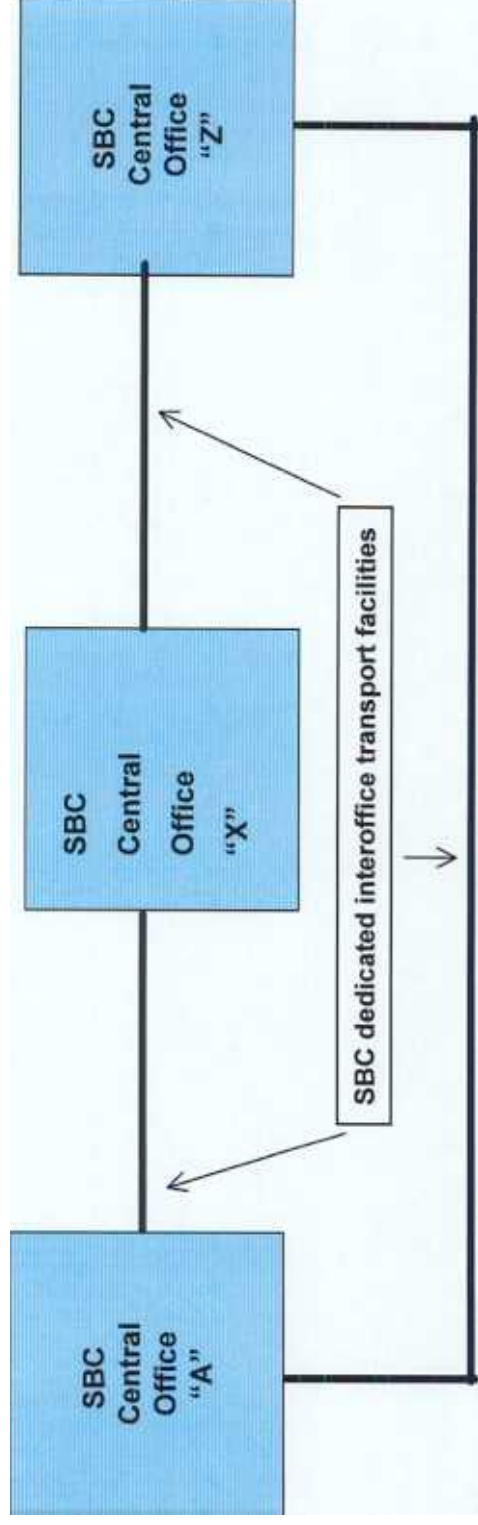 SBC
Central
Office
“A”
SBC
Central
Office
“X”
SBC
Central
Office
“Z”
SBC dedicated interoffice transport facilities